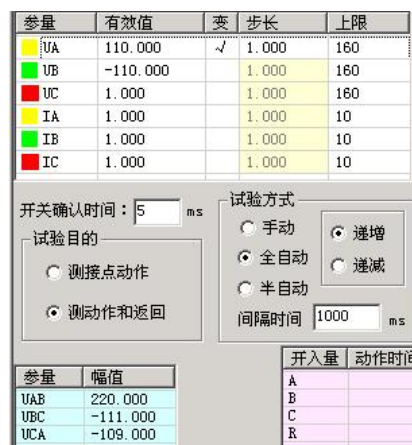 参量 有效值 变 步长 上限
UA 110.000 √ 1.000 160
UB -110.000 1.000 160
UC 1.000 1.000 160
IA 1.000 1.000 10
IB 1.000 1.000 10
IC 1.000 1.000 10
开关确认时间：5 ms
试验目的
测接点动作
测动作和返回
试验方式
手动
全自动
半自动
递增
递减
间隔时间 1000 ms
参量 幅值
UAB 220.000
UBC -111.000
UCA -109.000
开入量 动作时间
A
B
C
R